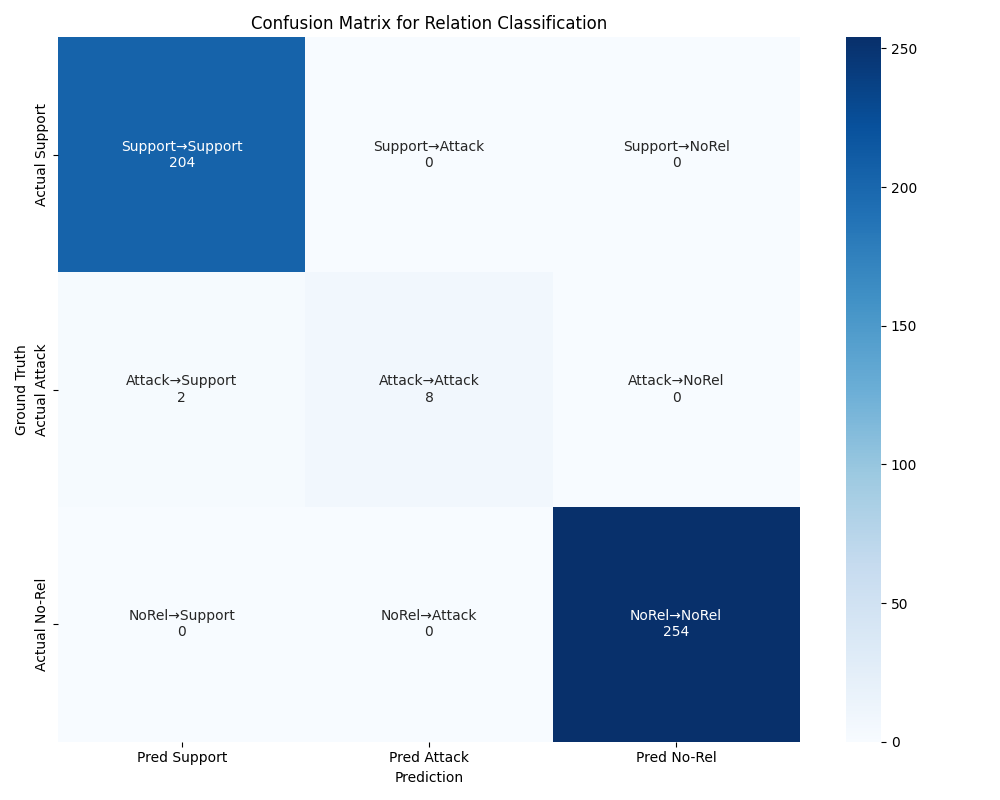 Confusion Matrix for Relation Classification
Ground Truth
Actual Support
Actual Attack
Actual No-Rel
Support→Support
204
Support→Attack
0
Support→NoRel
0
Attack→Support
2
Attack→Attack
8
Attack→NoRel
0
NoRel→Support
0
NoRel→Attack
0
NoRel→NoRel
254
Pred Support
Pred Attack
Pred No-Rel
Prediction
250
200
150
100
50
0